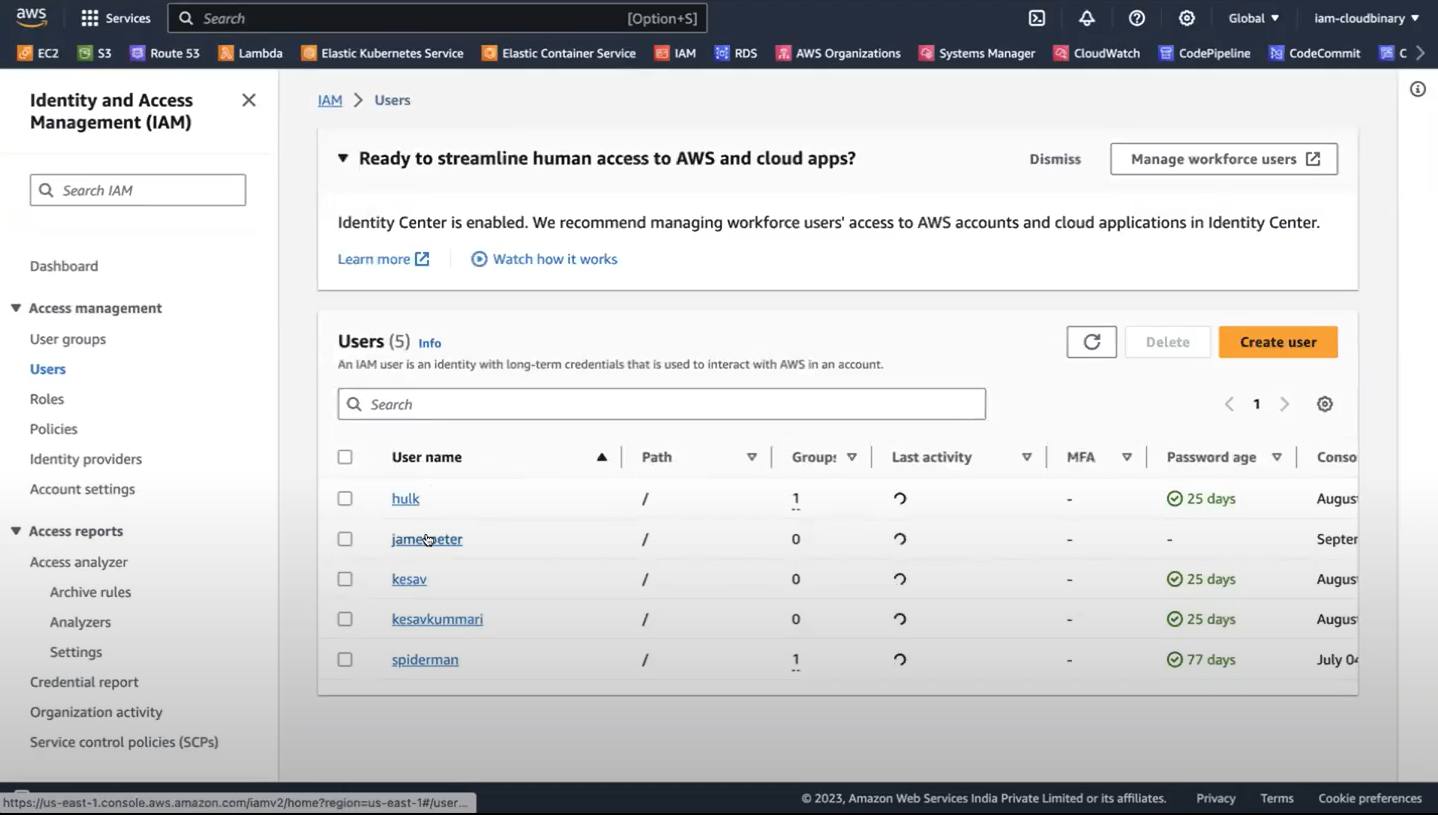 aws Services Search [Option+S] Global iam-cloudbinary
EC2 S3 Route 53 Lambda Elastic Kubernetes Service Elastic Container Service IAM RDS AWS Organizations Systems Manager CloudWatch CodePipeline CodeCommit C
Identity and Access
Management (IAM)
Search IAM
Dashboard
Access management
User groups
Users
Roles
Policies
Identity providers
Account settings
Access reports
Access analyzer
Archive rules
Analyzers
Settings
Credential report
Organization activity
Service control policies (SCPs)
IAM > Users
Ready to streamline human access to AWS and cloud apps? Dismiss Manage workforce users
Identity Center is enabled. We recommend managing workforce users' access to AWS accounts and cloud applications in Identity Center.
Learn more Watch how it works
Users (5) Info Delete Create user
An IAM user is an identity with long-term credentials that is used to interact with AWS in an account.
Search 1
User name Path Groups Last activity MFA Password age Conso
hulk / 1 - 25 days Augus
/ 0 - - Septer
kesav / 0 - 25 days Augus
kesavkummari / 0 - 25 days Augus
spiderman / 1 - 77 days July 04
https://us-east-1.console.aws.amazon.com/iamv2/home?region=us-east-1#/user...
© 2023, Amazon Web Services India Private Limited or its affiliates. Privacy Terms Cookie preferences